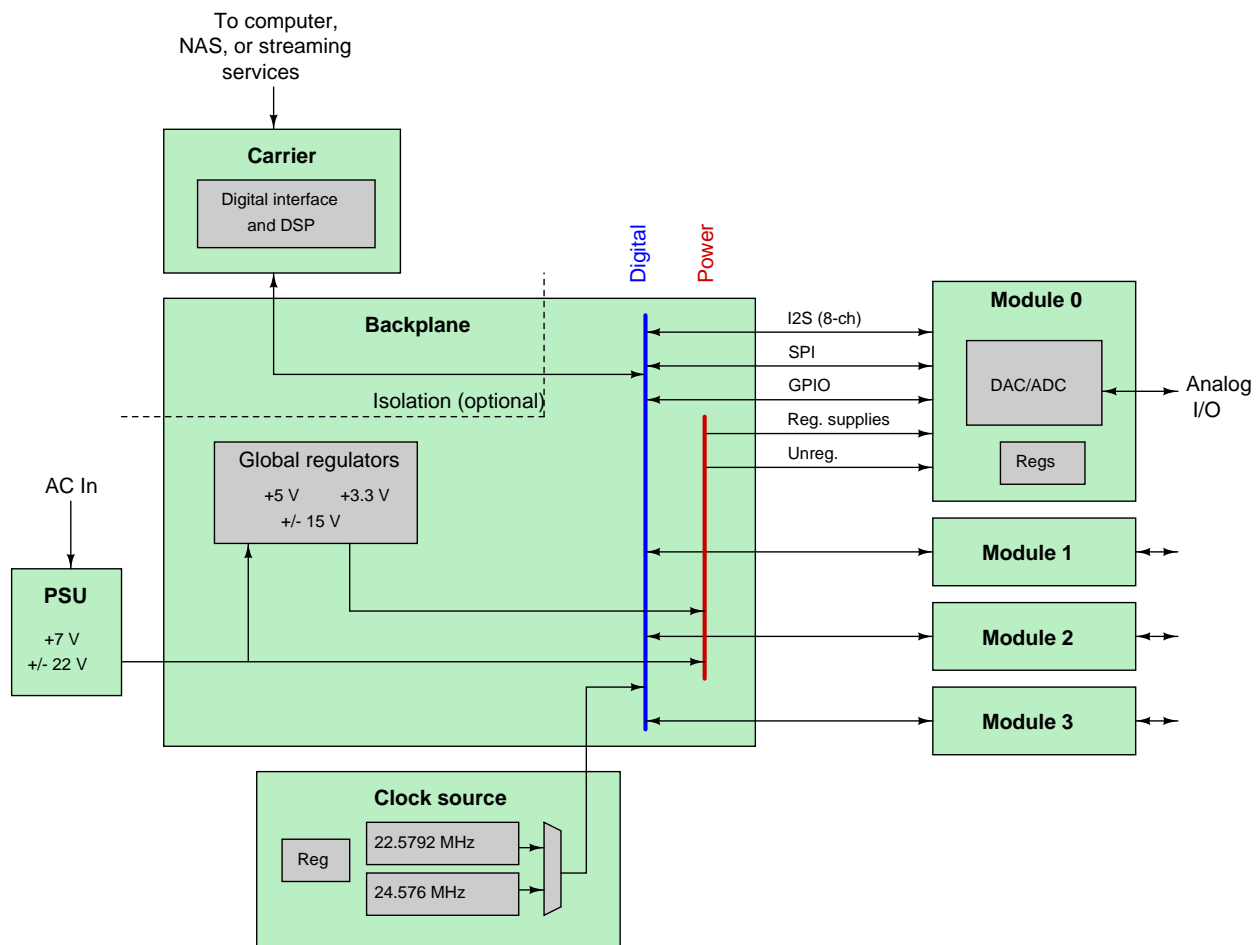 To computer,
NAS, or streaming
services
Carrier
Digital interface
and DSP
Digital
Power
Backplane
Isolation (optional)
I2S (8-ch)
SPI
GPIO
Reg. supplies
Unreg.
Module 0
DAC/ADC
Regs
Analog
I/O
Global regulators
+5 V +3.3 V
+/- 15 V
AC In
PSU
+7 V
+/- 22 V
Module 1
Module 2
Module 3
Clock source
Reg
22.5792 MHz
24.576 MHz